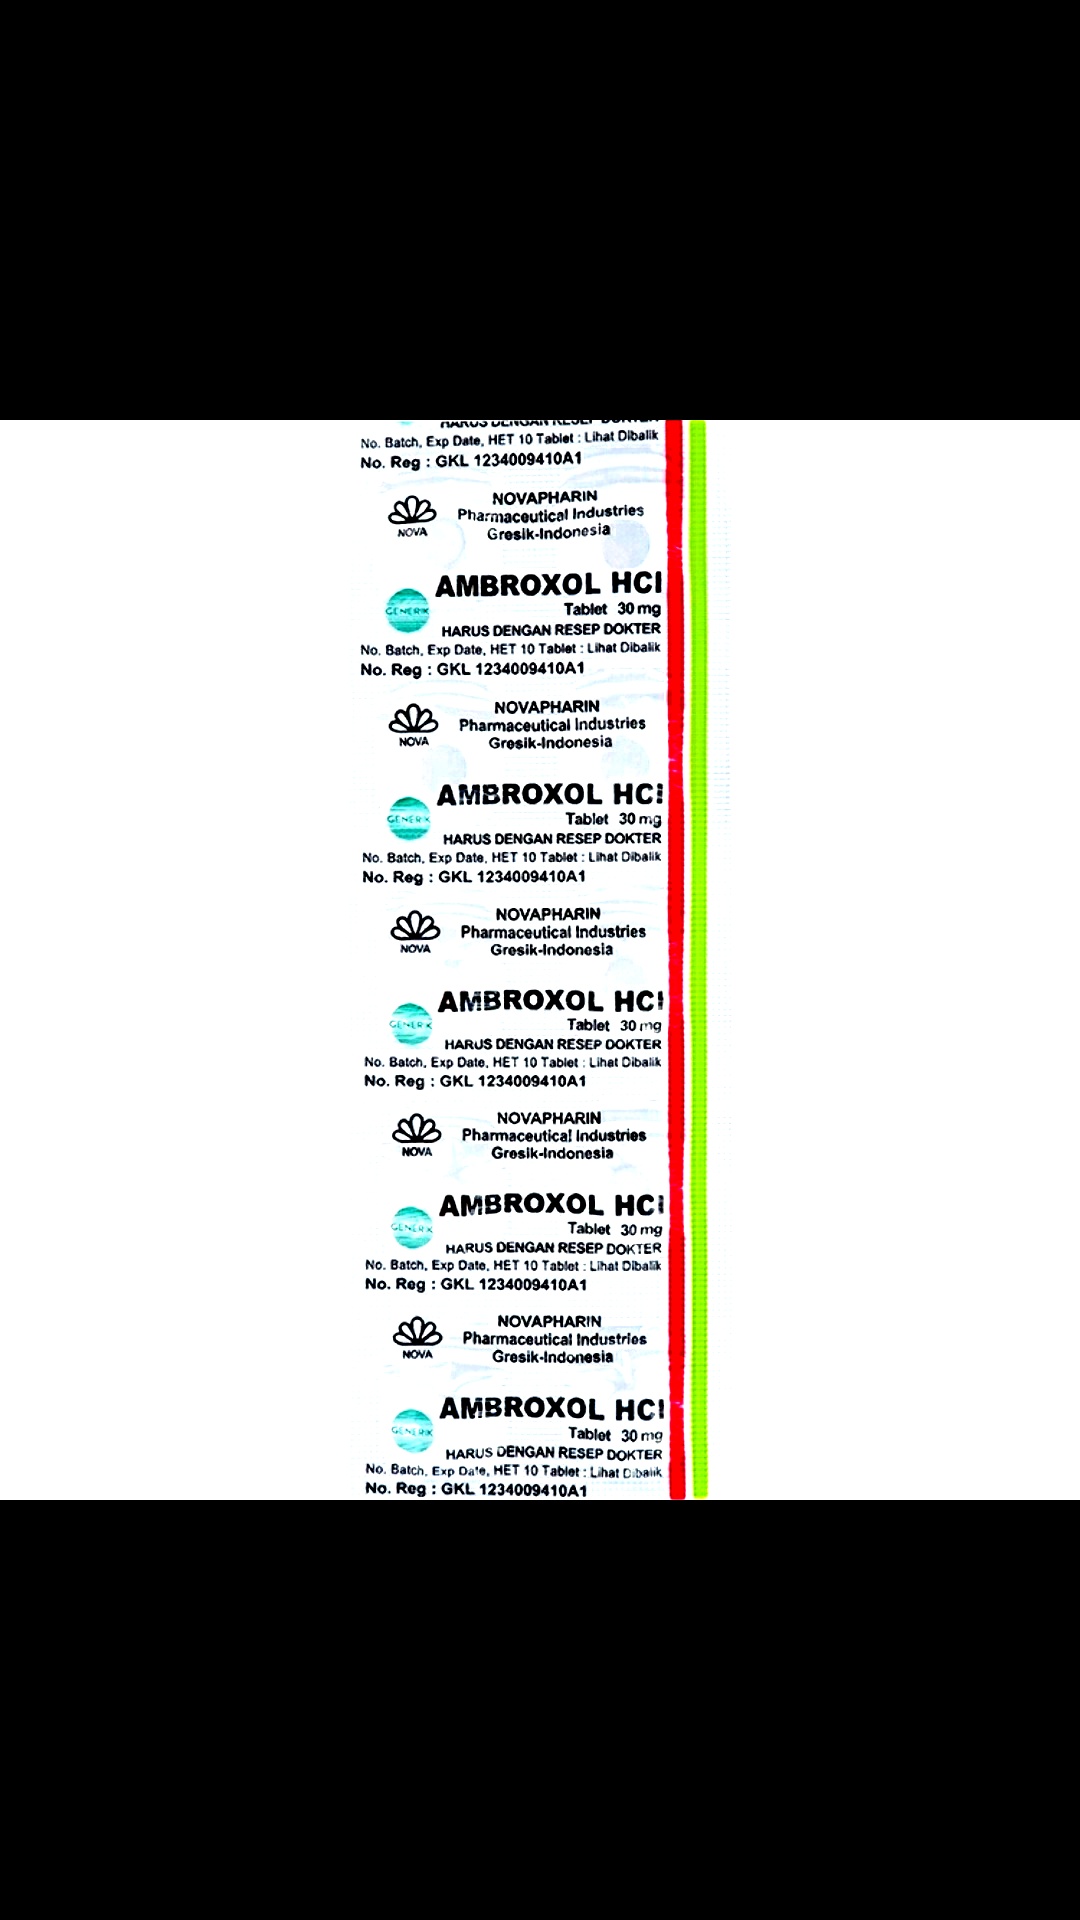 HARUS DENGAN RESEP DOKTER
No. Batch, Exp Date, HET 10 Tablet : Lihat Dibalik
No. Reg : GKL 1234009410A1
NOVA
NOVAPHARIN
Pharmaceutical Industries
Gresik-Indonesia
AMBROXOL HCl
GENERIK
Tablet 30 mg
HARUS DENGAN RESEP DOKTER
No. Batch, Exp Date, HET 10 Tablet : Lihat Dibalik
No. Reg : GKL 1234009410A1
NOVA
NOVAPHARIN
Pharmaceutical Industries
Gresik-Indonesia
AMBROXOL HCl
GENERIK
Tablet 30 mg
HARUS DENGAN RESEP DOKTER
No. Batch, Exp Date, HET 10 Tablet : Lihat Dibalik
No. Reg : GKL 1234009410A1
NOVA
NOVAPHARIN
Pharmaceutical Industries
Gresik-Indonesia
AMBROXOL HCl
GENERIK
Tablet 30 mg
HARUS DENGAN RESEP DOKTER
No. Batch, Exp Date, HET 10 Tablet : Lihat Dibalik
No. Reg : GKL 1234009410A1
NOVA
NOVAPHARIN
Pharmaceutical Industries
Gresik-Indonesia
AMBROXOL HCl
GENERIK
Tablet 30 mg
HARUS DENGAN RESEP DOKTER
No. Batch, Exp Date, HET 10 Tablet : Lihat Dibalik
No. Reg : GKL 1234009410A1
NOVA
NOVAPHARIN
Pharmaceutical Industries
Gresik-Indonesia
AMBROXOL HCl
GENERIK
Tablet 30 mg
HARUS DENGAN RESEP DOKTER
No. Batch, Exp Date, HET 10 Tablet : Lihat Dibalik
No. Reg : GKL 1234009410A1